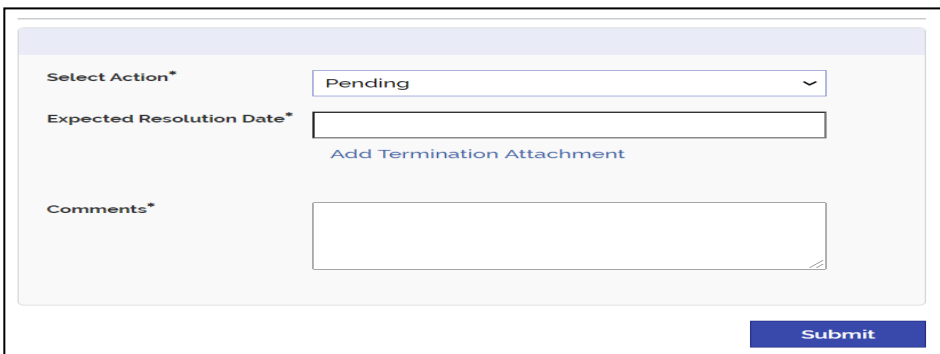 Select Action*
Pending
Expected Resolution Date*
Add Termination Attachment
Comments*
Submit